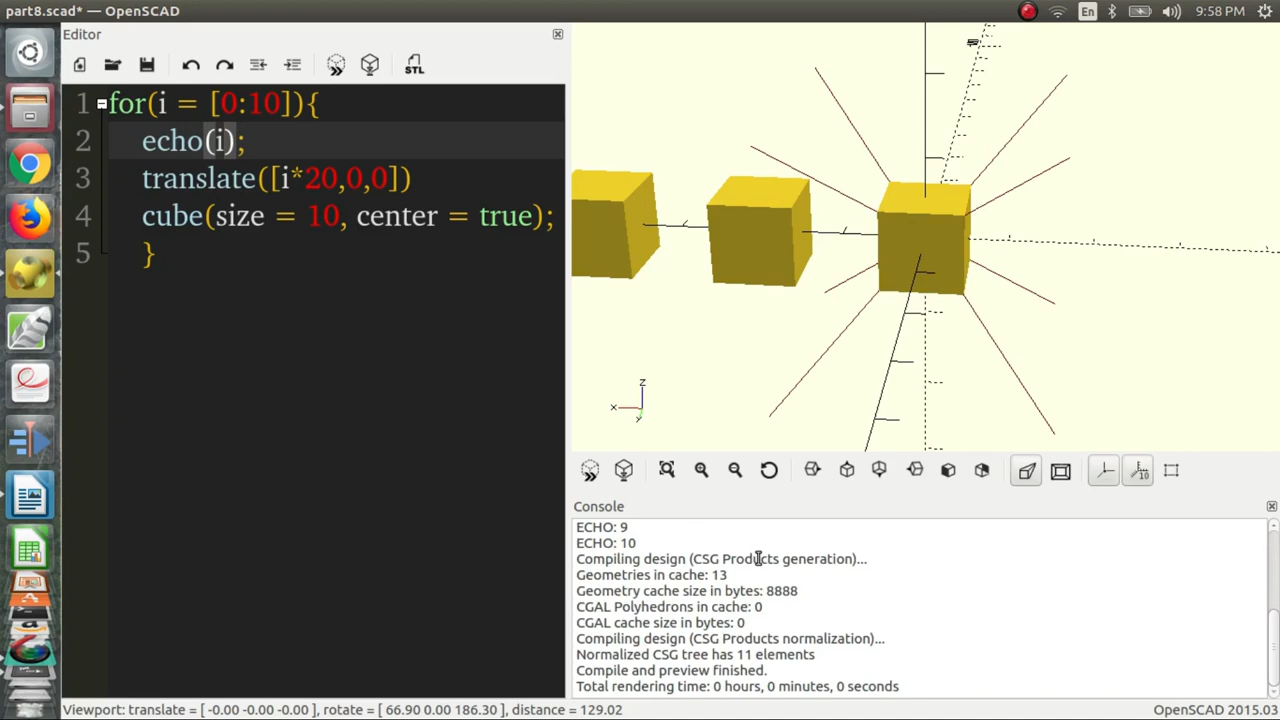 part8.scad* — OpenSCAD
En
9:58 PM
Editor
STL
1 for(i = [0:10]){
2 echo(i);
3 translate([i*20,0,0])
4 cube(size = 10, center = true);
5 }
z
x
y
10
Console
ECHO: 9
ECHO: 10
Compiling design (CSG Products generation)...
Geometries in cache: 13
Geometry cache size in bytes: 8888
CGAL Polyhedrons in cache: 0
CGAL cache size in bytes: 0
Compiling design (CSG Products normalization)...
Normalized CSG tree has 11 elements
Compile and preview finished.
Total rendering time: 0 hours, 0 minutes, 0 seconds
Viewport: translate = [ -0.00 -0.00 -0.00 ], rotate = [ 66.90 0.00 186.30 ], distance = 129.02
OpenSCAD 2015.03